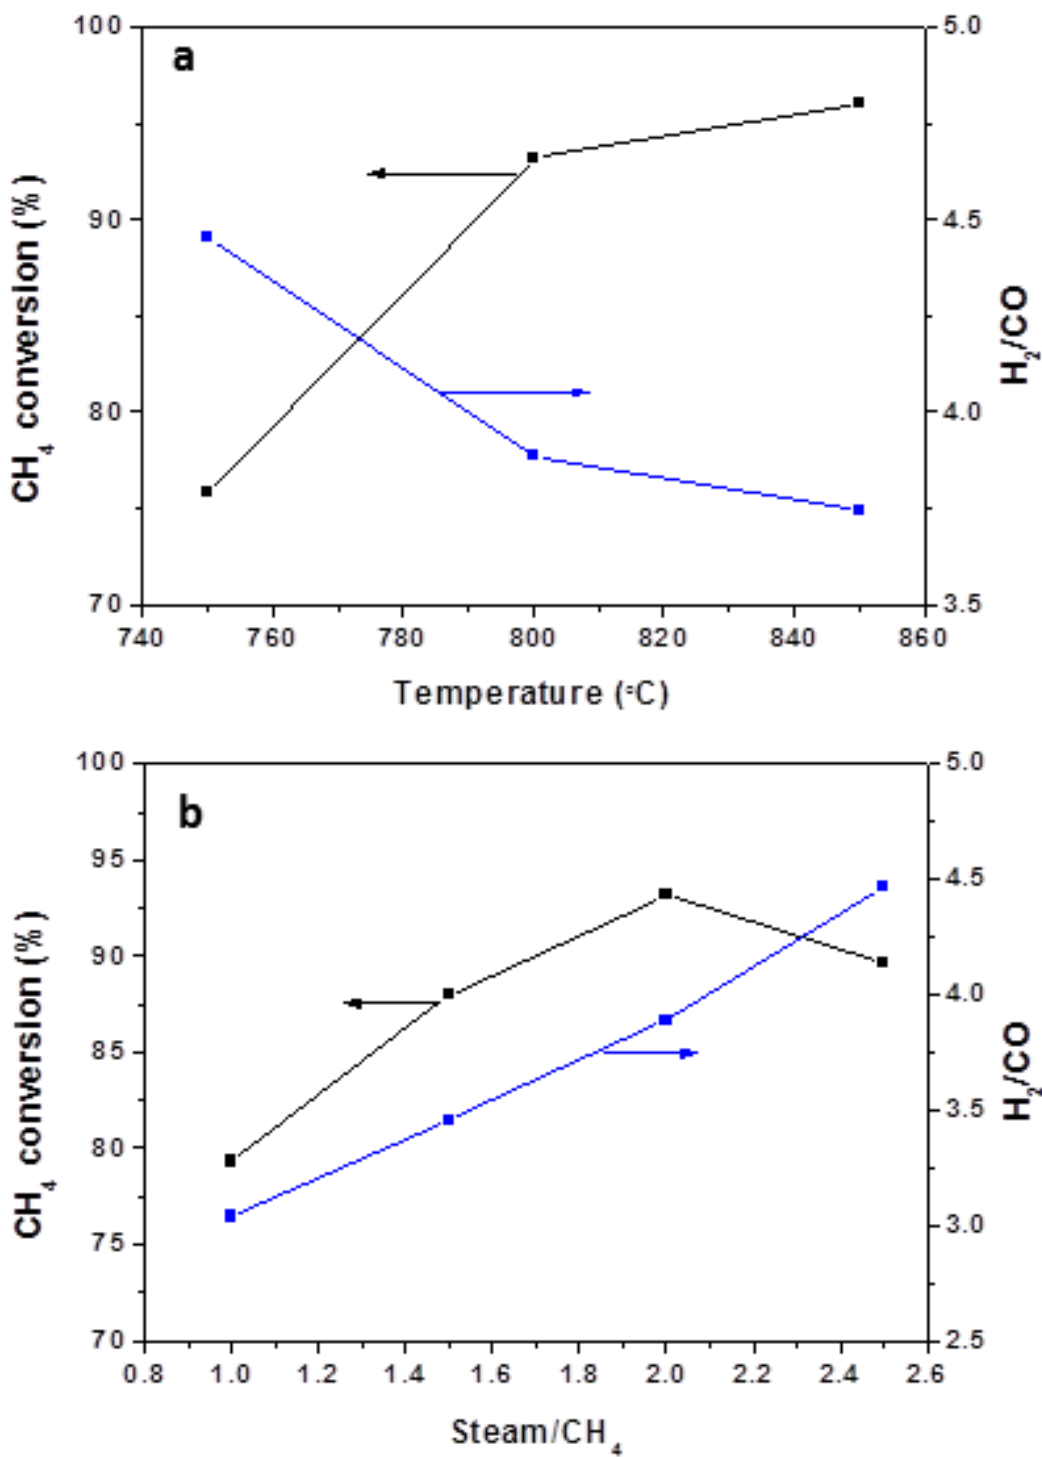 a
100
90
80
70
CH₄ conversion (%)
5.0
4.5
4.0
3.5
H₂/CO
740 760 780 800 820 840 860
Temperature (°C)
b
100
95
90
85
80
75
70
CH₄ conversion (%)
5.0
4.5
4.0
3.5
3.0
2.5
H₂/CO
0.8 1.0 1.2 1.4 1.6 1.8 2.0 2.2 2.4 2.6
Steam/CH₄